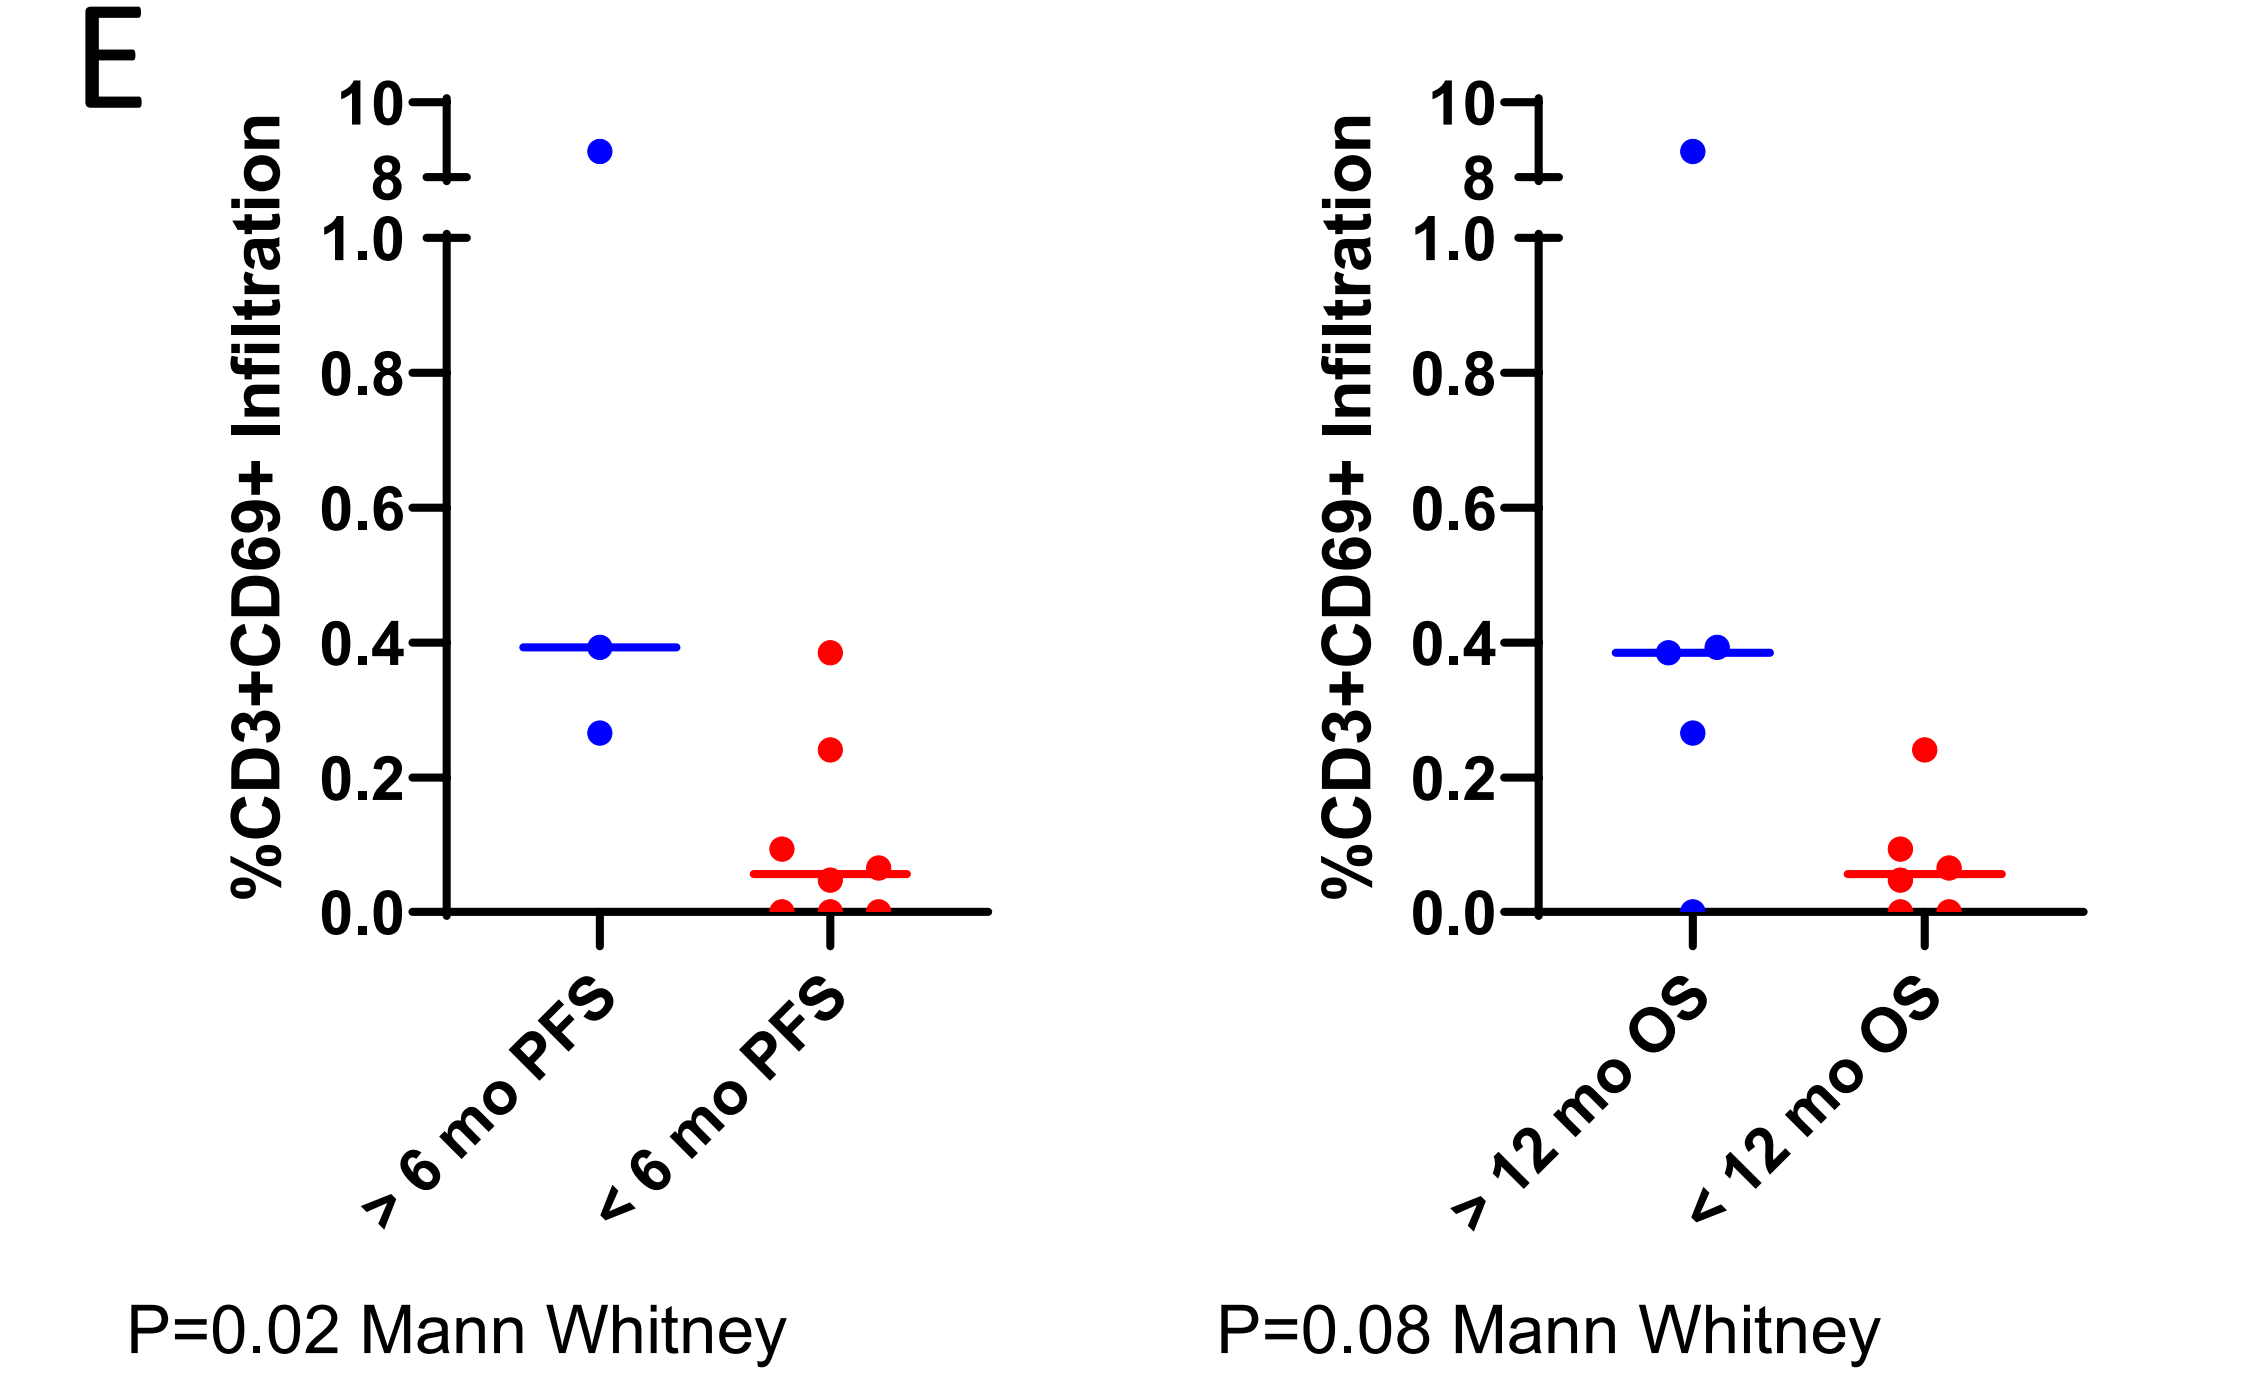 E
%CD3+CD69+ Infiltration
10
8
1.0
0.8
0.6
0.4
0.2
0.0
> 6 mo PFS
< 6 mo PFS
P=0.02 Mann Whitney
%CD3+CD69+ Infiltration
10
8
1.0
0.8
0.6
0.4
0.2
0.0
> 12 mo OS
< 12 mo OS
P=0.08 Mann Whitney